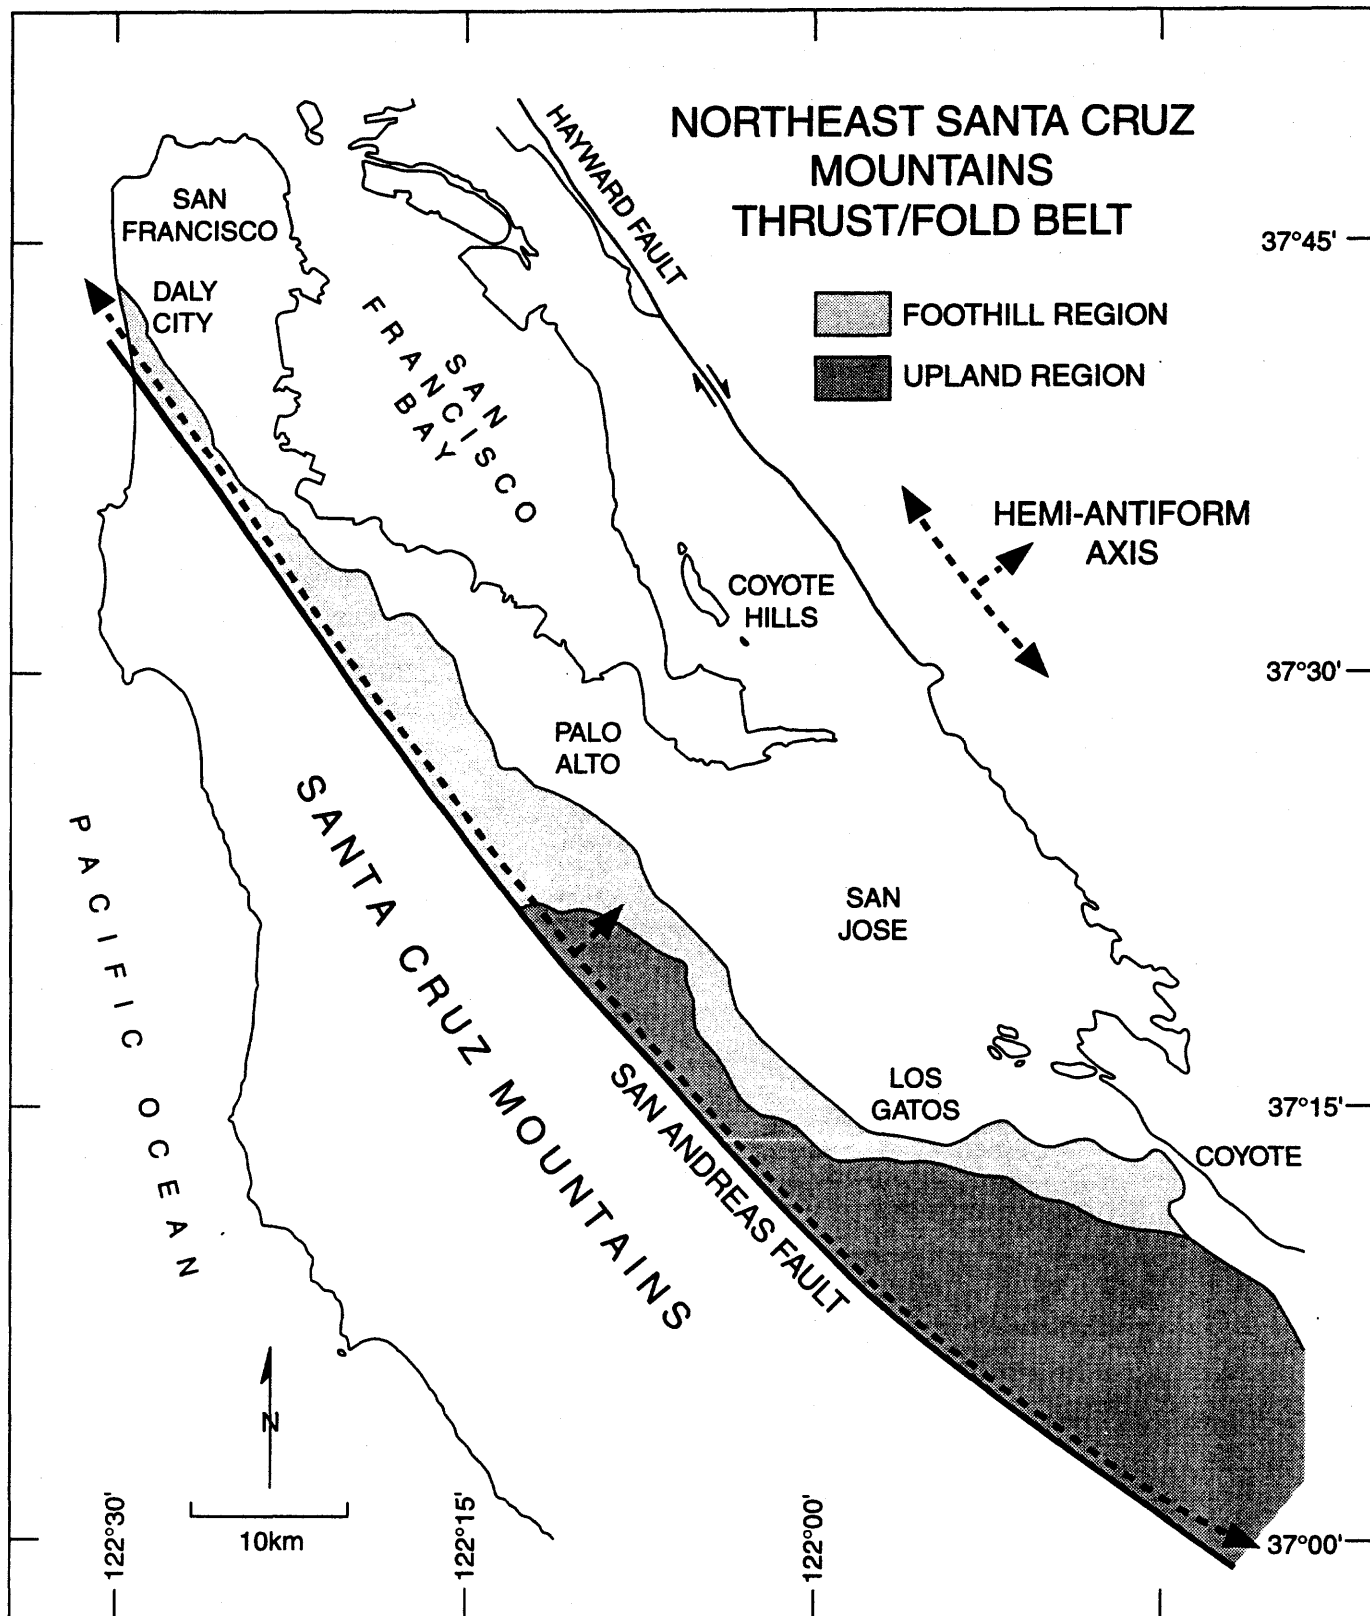 NORTHEAST SANTA CRUZ
MOUNTAINS
THRUST/FOLD BELT
HAYWARD FAULT
SAN
FRANCISCO
37°45'
DALY
CITY
FOOTHILL REGION
UPLAND REGION
SAN
FRANCISCO
BAY
HEMI-ANTIFORM
AXIS
COYOTE
HILLS
37°30'
PALO
ALTO
SANTA CRUZ MOUNTAINS
PACIFIC OCEAN
SAN
JOSE
SAN ANDREAS FAULT
LOS
GATOS
37°15'
COYOTE
N
10km
37°00'
122°30'
122°15'
122°00'